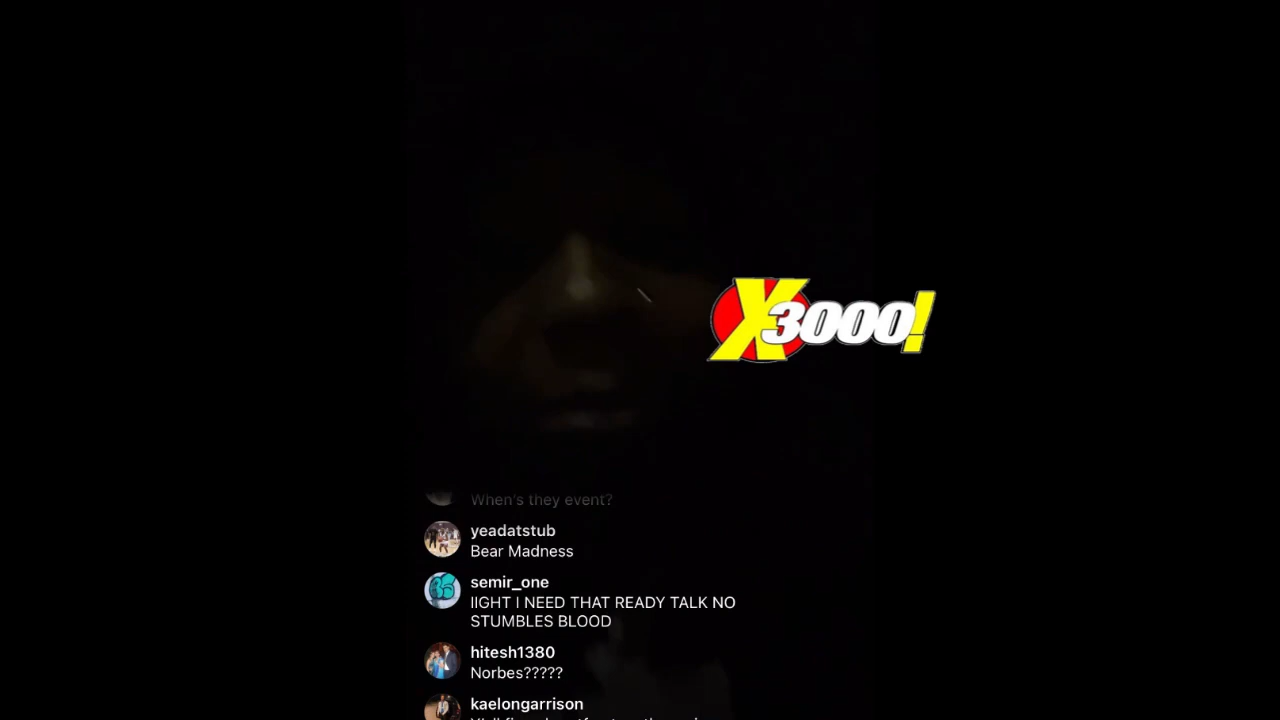 X3000!
When's they event?
yeadatstub
Bear Madness
semir_one
IIGHT I NEED THAT READY TALK NO
STUMBLES BLOOD
hitesh1380
Norbes?????
kaelongarrison